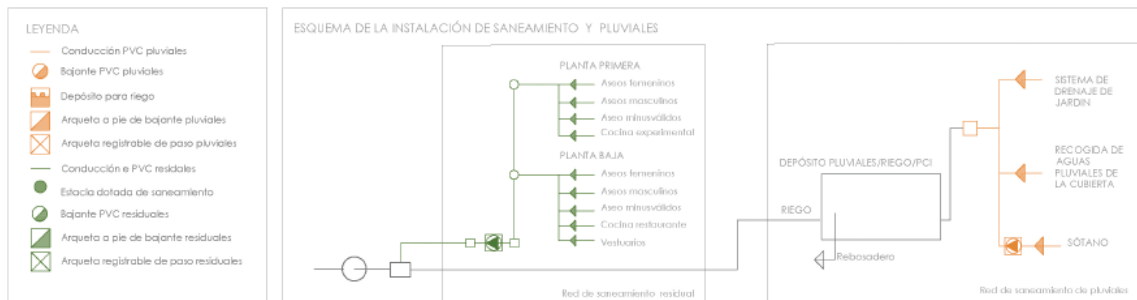 LEYENDA
Conducción PVC pluviales
Bajante PVC pluviales
Depósito para riego
Arqueta a pie de bajante pluviales
Arqueta registrable de paso pluviales
Conducción e PVC residales
Estacia dotada de saneamiento
Bajante PVC residuales
Arqueta a pie de bajante residuales
Arqueta registrable de paso residuales
ESQUEMA DE LA INSTALACIÓN DE SANEAMIENTO Y PLUVIALES
PLANTA PRIMERA
Aseos femeninos
Aseos masculinos
Aseo minusválidos
Cocina experimental
PLANTA BAJA
Aseos femeninos
Aseos masculinos
Aseo minusválidos
Cocina restaurante
Vestuarios
Red de saneamiento residual
DEPÓSITO PLUVIALES/RIEGO/PCI
RIEGO
Rebosadero
SISTEMA DE
DRENAJE DE
JARDIN
RECOGIDA DE
AGUAS
PLUVIALES DE
LA CUBIERTA
SÓTANO
Red de saneamiento de pluviales